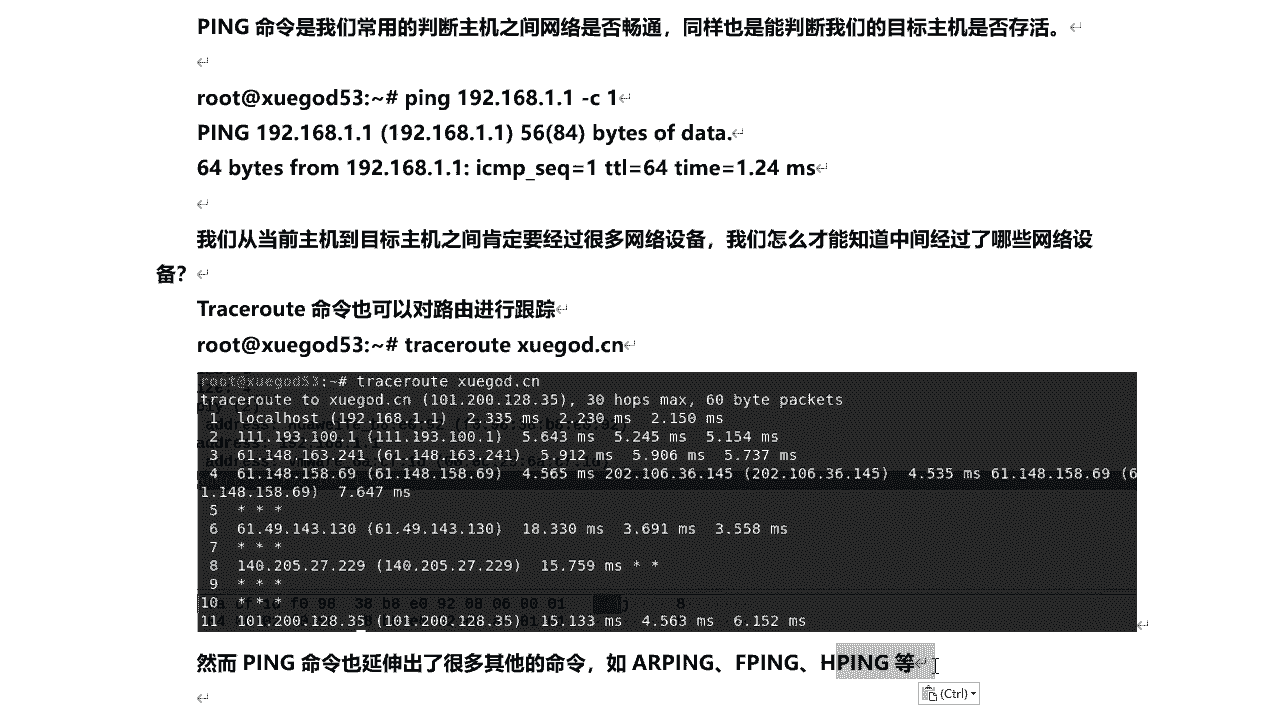 PING 命令是我们常用的判断主机之间网络是否畅通，同样也是能判断我们的目标主机是否存活。
root@xuegod53:~# ping 192.168.1.1 -c 1
PING 192.168.1.1 (192.168.1.1) 56(84) bytes of data.
64 bytes from 192.168.1.1: icmp_seq=1 ttl=64 time=1.24 ms
我们从当前主机到目标主机之间肯定要经过很多网络设备，我们怎么才能知道中间经过了哪些网络设
备？
Traceroute 命令也可以对路由进行跟踪
root@xuegod53:~# traceroute xuegod.cn
root@xuegod53:~# traceroute xuegod.cn
traceroute to xuegod.cn (101.200.128.35), 30 hops max, 60 byte packets
1 localhost (192.168.1.1) 2.335 ms 2.230 ms 2.150 ms
2 111.193.100.1 (111.193.100.1) 5.643 ms 5.245 ms 5.154 ms
3 61.148.163.241 (61.148.163.241) 5.912 ms 5.906 ms 5.737 ms
4 61.148.158.69 (61.148.158.69) 4.565 ms 202.106.36.145 (202.106.36.145) 4.535 ms 61.148.158.69 (6
1.148.158.69) 7.647 ms
5 * * *
6 61.49.143.130 (61.49.143.130) 18.330 ms 3.691 ms 3.558 ms
7 * * *
8 140.205.27.229 (140.205.27.229) 15.759 ms * *
9 * * *
10 * * *
11 101.200.128.35 (101.200.128.35) 15.133 ms 4.563 ms 6.152 ms
然而 PING 命令也延伸出了很多其他的命令，如 ARPING、FPING、HPING 等
(Ctrl)